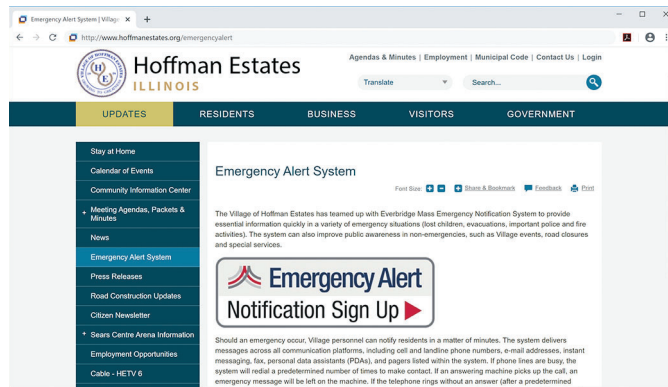 Emergency Alert System | Village
http://www.hoffmanestates.org/emergencyalert
Agendas & Minutes | Employment | Municipal Code | Contact Us | Login
Hoffman Estates
ILLINOIS
H
E
Translate
Search...
UPDATES RESIDENTS BUSINESS VISITORS GOVERNMENT
Stay at Home
Calendar of Events
Community Information Center
+ Meeting Agendas, Packets &
Minutes
News
Emergency Alert System
Press Releases
Road Construction Updates
Citizen Newsletter
+ Sears Centre Arena Information
Employment Opportunities
Cable - HETV 6
Emergency Alert System
Font Size: + - + Share & Bookmark Feedback Print
The Village of Hoffman Estates has teamed up with Everbridge Mass Emergency Notification System to provide
essential information quickly in a variety of emergency situations (lost children, evacuations, important police and fire
activities). The system can also improve public awareness in non-emergencies, such as Village events, road closures
and special services.
Emergency Alert
Notification Sign Up
Should an emergency occur, Village personnel can notify residents in a matter of minutes. The system delivers
messages across all communication platforms, including cell and landline phone numbers, e-mail addresses, instant
messaging, fax, personal data assistants (PDAs), and pagers listed within the system. If phone lines are busy, the
system will redial a predetermined number of times to make contact. If an answering machine picks up the call, an
emergency message will be left on the machine. If the telephone rings without an answer (after a predetermined